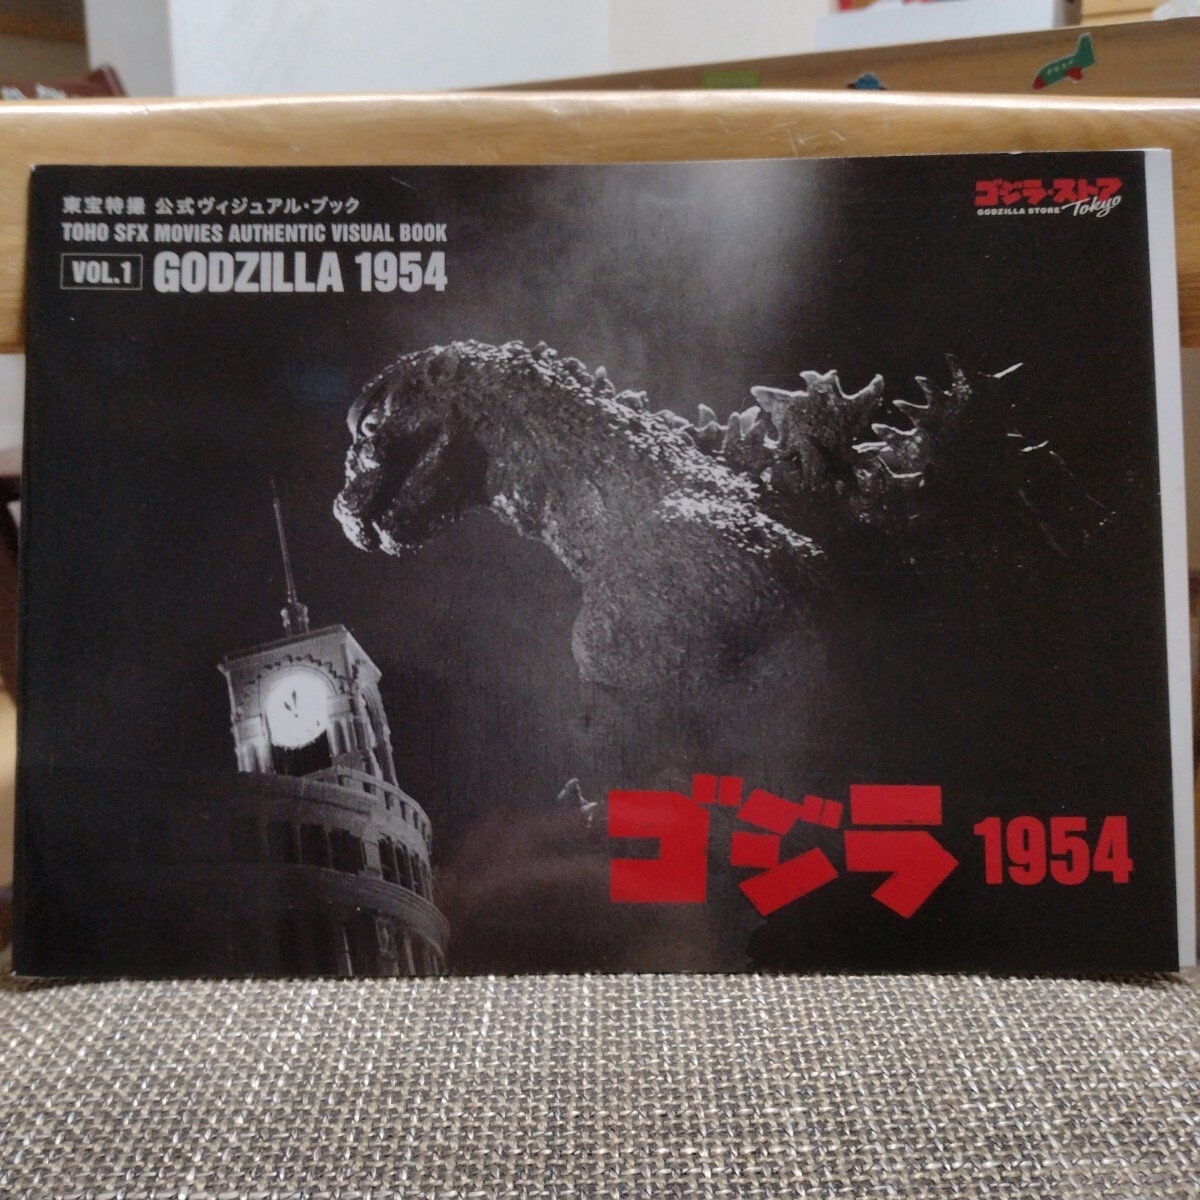 東宝特撮 公式ヴィジュアル・ブック
TOHO SFX MOVIES AUTHENTIC VISUAL BOOK
VOL.1 GODZILLA 1954
ゴジラ・ストア
GODZILLA STORE Tokyo
ゴジラ 1954